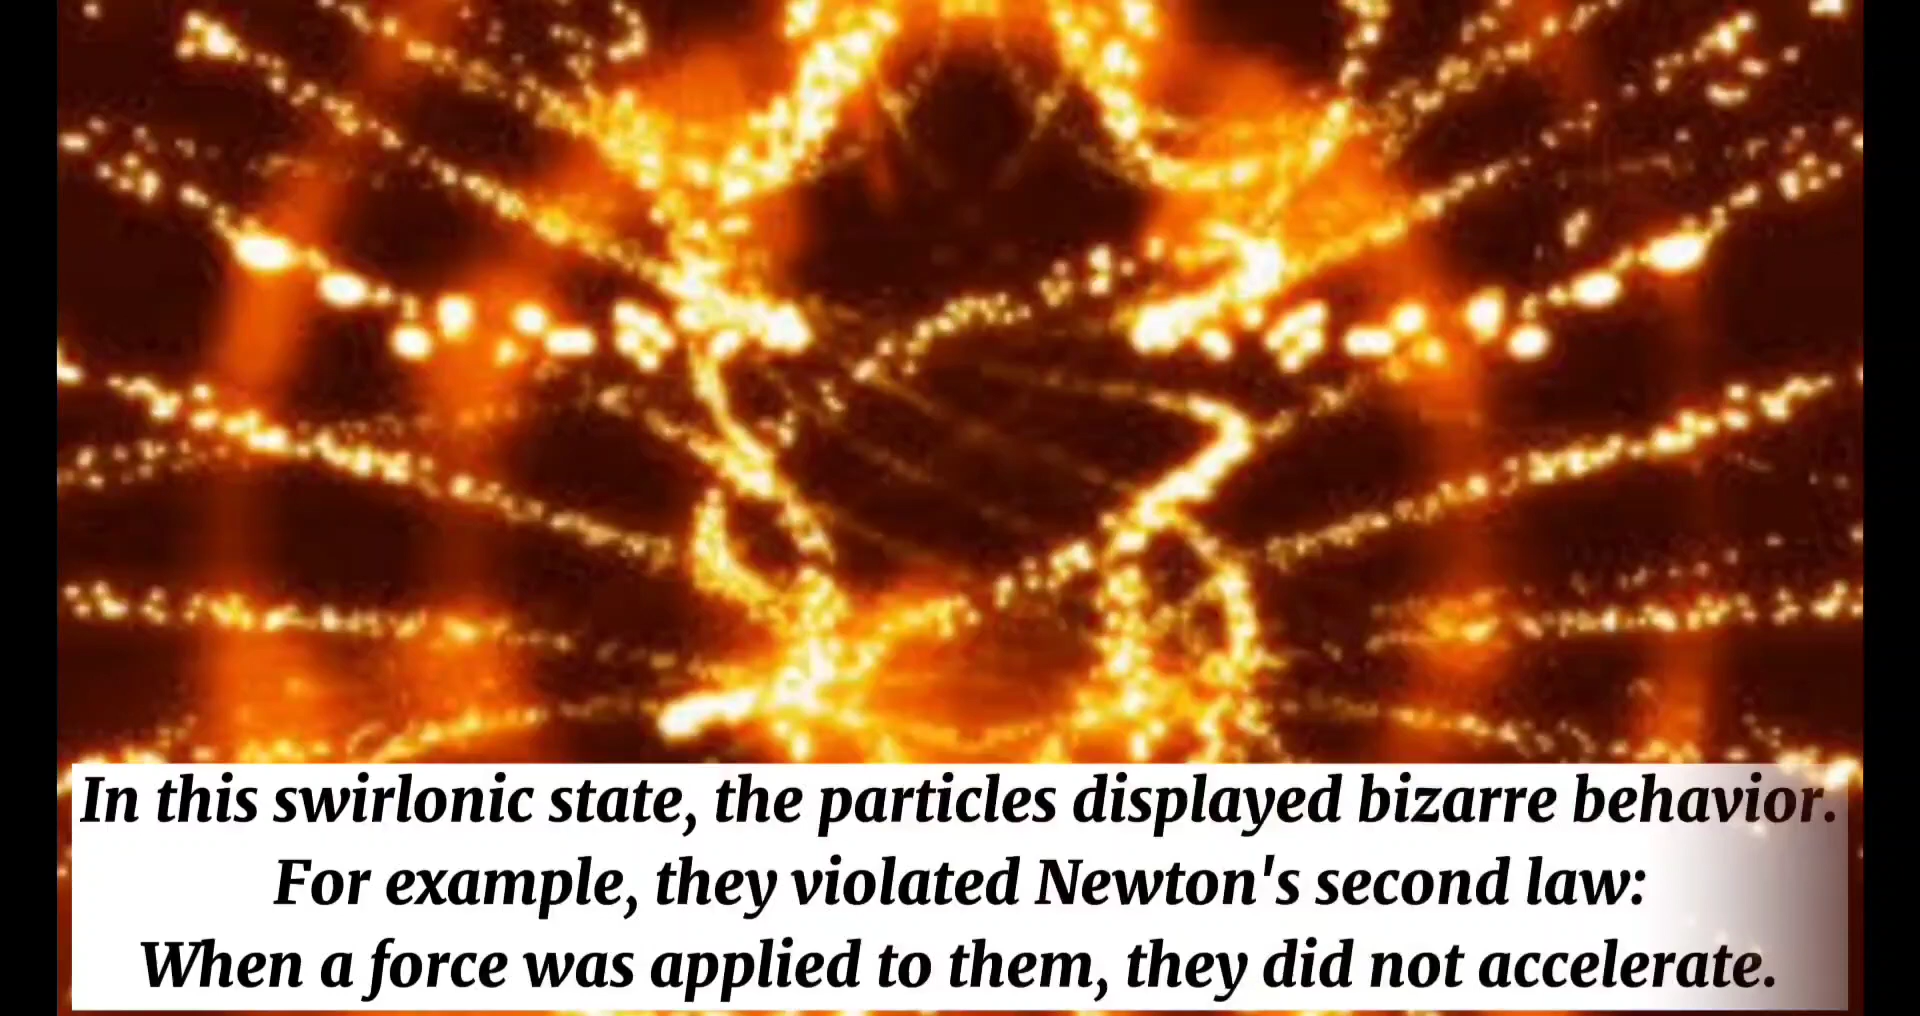 In this swirlonic state, the particles displayed bizarre behavior.
For example, they violated Newton's second law:
When a force was applied to them, they did not accelerate.